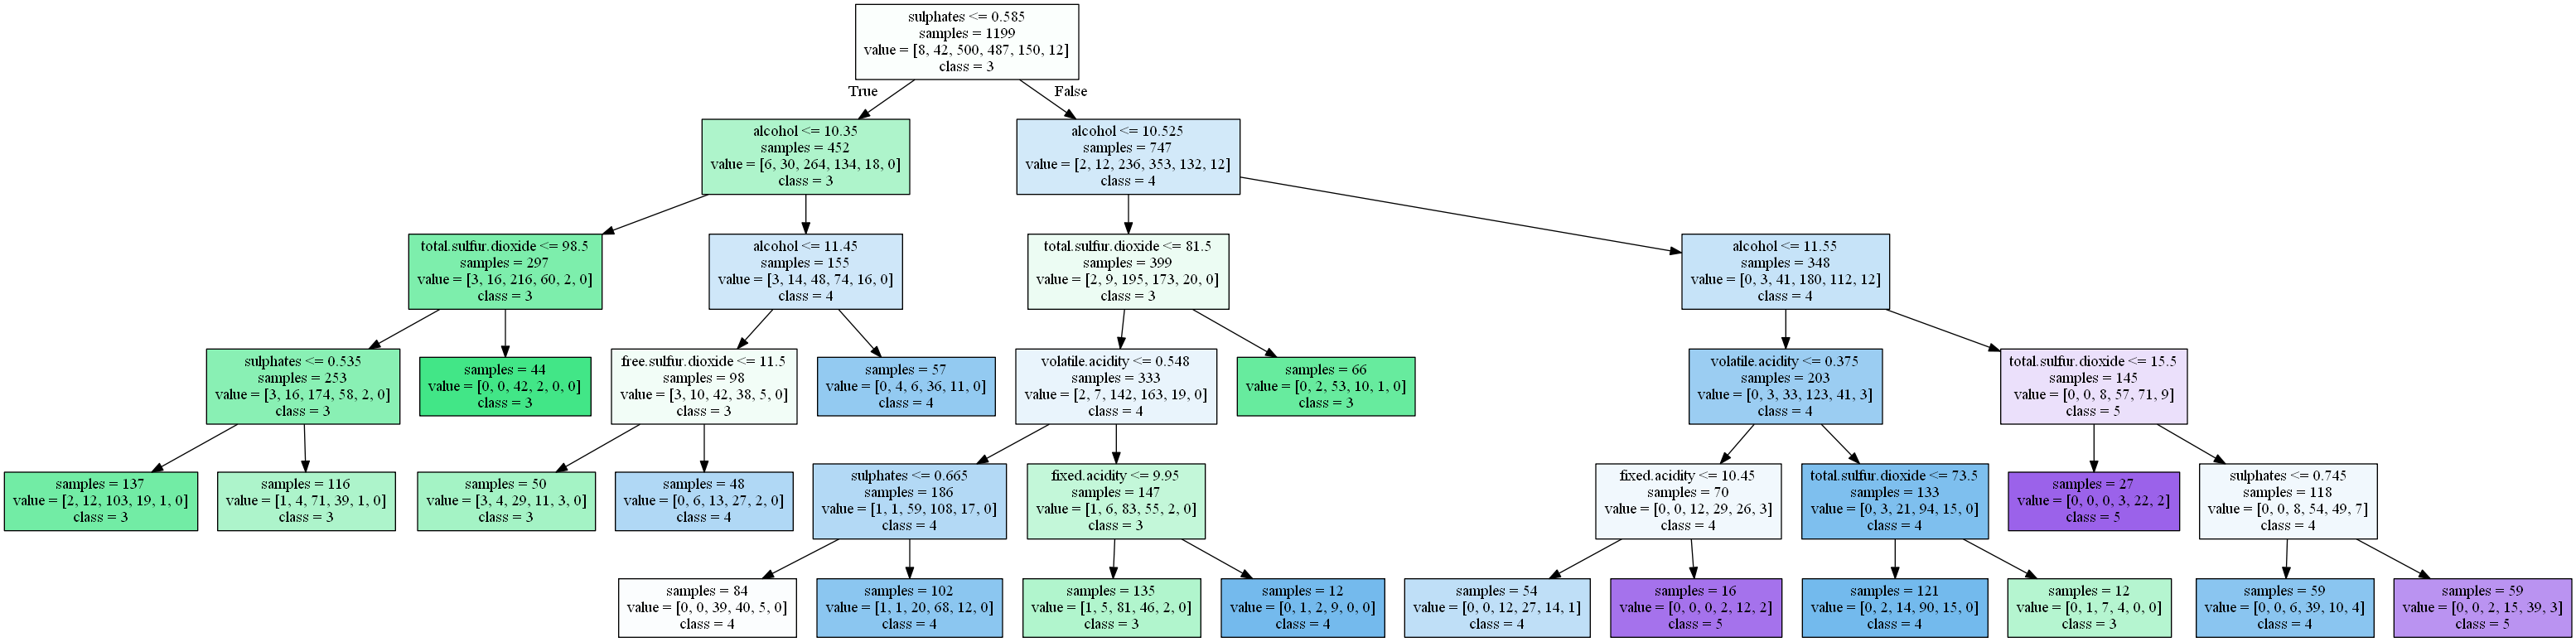 sulphates <= 0.585
samples = 1199
value = [8, 42, 500, 487, 150, 12]
class = 3
True
False
alcohol <= 10.35
samples = 452
value = [6, 30, 264, 134, 18, 0]
class = 3
alcohol <= 10.525
samples = 747
value = [2, 12, 236, 353, 132, 12]
class = 4
total.sulfur.dioxide <= 98.5
samples = 297
value = [3, 16, 216, 60, 2, 0]
class = 3
alcohol <= 11.45
samples = 155
value = [3, 14, 48, 74, 16, 0]
class = 4
total.sulfur.dioxide <= 81.5
samples = 399
value = [2, 9, 195, 173, 20, 0]
class = 3
alcohol <= 11.55
samples = 348
value = [0, 3, 41, 180, 112, 12]
class = 4
sulphates <= 0.535
samples = 253
value = [3, 16, 174, 58, 2, 0]
class = 3
samples = 44
value = [0, 0, 42, 2, 0, 0]
class = 3
free.sulfur.dioxide <= 11.5
samples = 98
value = [3, 10, 42, 38, 5, 0]
class = 3
samples = 57
value = [0, 4, 6, 36, 11, 0]
class = 4
volatile.acidity <= 0.548
samples = 333
value = [2, 7, 142, 163, 19, 0]
class = 4
samples = 66
value = [0, 2, 53, 10, 1, 0]
class = 3
volatile.acidity <= 0.375
samples = 203
value = [0, 3, 33, 123, 41, 3]
class = 4
total.sulfur.dioxide <= 15.5
samples = 145
value = [0, 0, 8, 57, 71, 9]
class = 5
samples = 137
value = [2, 12, 103, 19, 1, 0]
class = 3
samples = 116
value = [1, 4, 71, 39, 1, 0]
class = 3
samples = 50
value = [3, 4, 29, 11, 3, 0]
class = 3
samples = 48
value = [0, 6, 13, 27, 2, 0]
class = 4
sulphates <= 0.665
samples = 186
value = [1, 1, 59, 108, 17, 0]
class = 4
fixed.acidity <= 9.95
samples = 147
value = [1, 6, 83, 55, 2, 0]
class = 3
fixed.acidity <= 10.45
samples = 70
value = [0, 0, 12, 29, 26, 3]
class = 4
total.sulfur.dioxide <= 73.5
samples = 133
value = [0, 3, 21, 94, 15, 0]
class = 4
samples = 27
value = [0, 0, 0, 3, 22, 2]
class = 5
sulphates <= 0.745
samples = 118
value = [0, 0, 8, 54, 49, 7]
class = 4
samples = 84
value = [0, 0, 39, 40, 5, 0]
class = 4
samples = 102
value = [1, 1, 20, 68, 12, 0]
class = 4
samples = 135
value = [1, 5, 81, 46, 2, 0]
class = 3
samples = 12
value = [0, 1, 2, 9, 0, 0]
class = 4
samples = 54
value = [0, 0, 12, 27, 14, 1]
class = 4
samples = 16
value = [0, 0, 0, 2, 12, 2]
class = 5
samples = 121
value = [0, 2, 14, 90, 15, 0]
class = 4
samples = 12
value = [0, 1, 7, 4, 0, 0]
class = 3
samples = 59
value = [0, 0, 6, 39, 10, 4]
class = 4
samples = 59
value = [0, 0, 2, 15, 39, 3]
class = 5